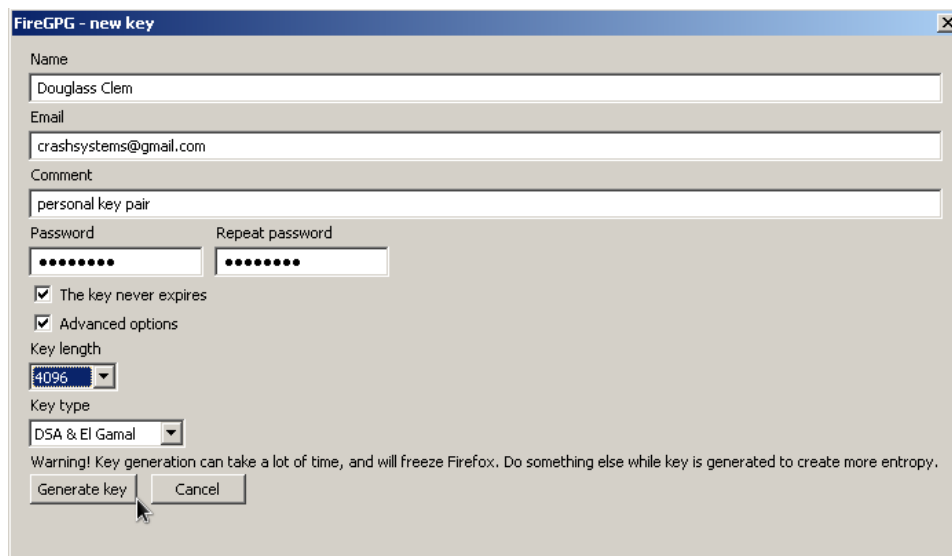 FireGPG - new key
Name
Douglass Clem
Email
crashsystems@gmail.com
Comment
personal key pair
Password Repeat password
●●●●●●●● ●●●●●●●●
The key never expires
Advanced options
Key length
4096
Key type
DSA & El Gamal
Warning! Key generation can take a lot of time, and will freeze Firefox. Do something else while key is generated to create more entropy.
Generate key Cancel